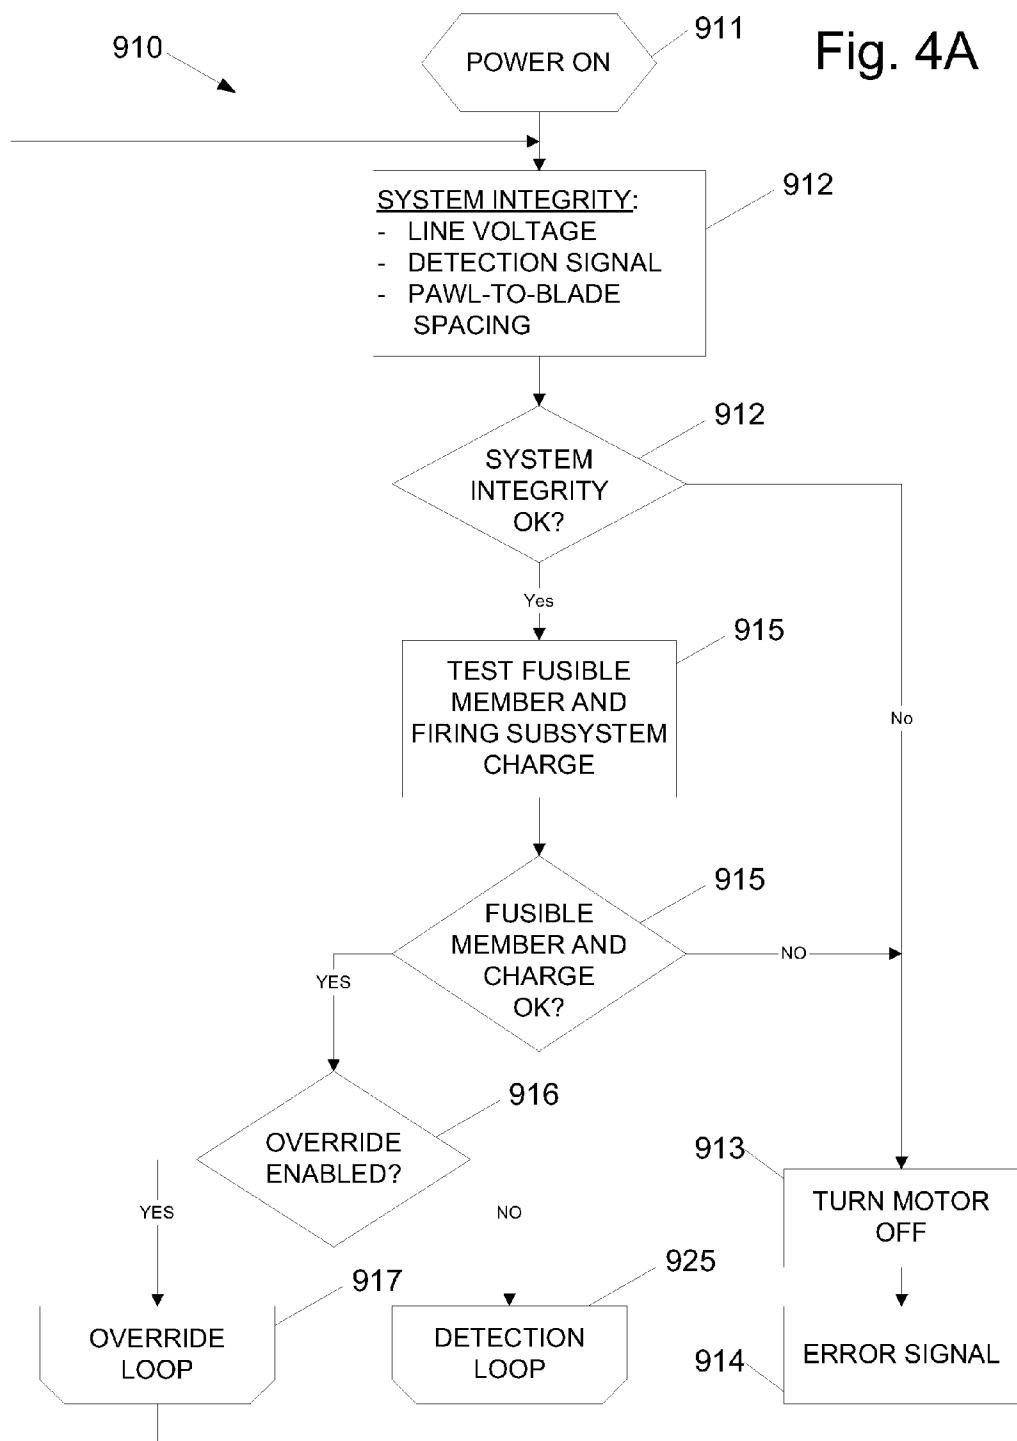 910
911
Fig. 4A
POWER ON
912
SYSTEM INTEGRITY:
- LINE VOLTAGE
- DETECTION SIGNAL
- PAWL-TO-BLADE
SPACING
912
SYSTEM
INTEGRITY
OK?
Yes
No
915
TEST FUSIBLE
MEMBER AND
FIRING SUBSYSTEM
CHARGE
915
FUSIBLE
MEMBER AND
CHARGE
OK?
YES
NO
916
OVERRIDE
ENABLED?
YES
NO
913
TURN MOTOR
OFF
917
OVERRIDE
LOOP
925
DETECTION
LOOP
914
ERROR SIGNAL